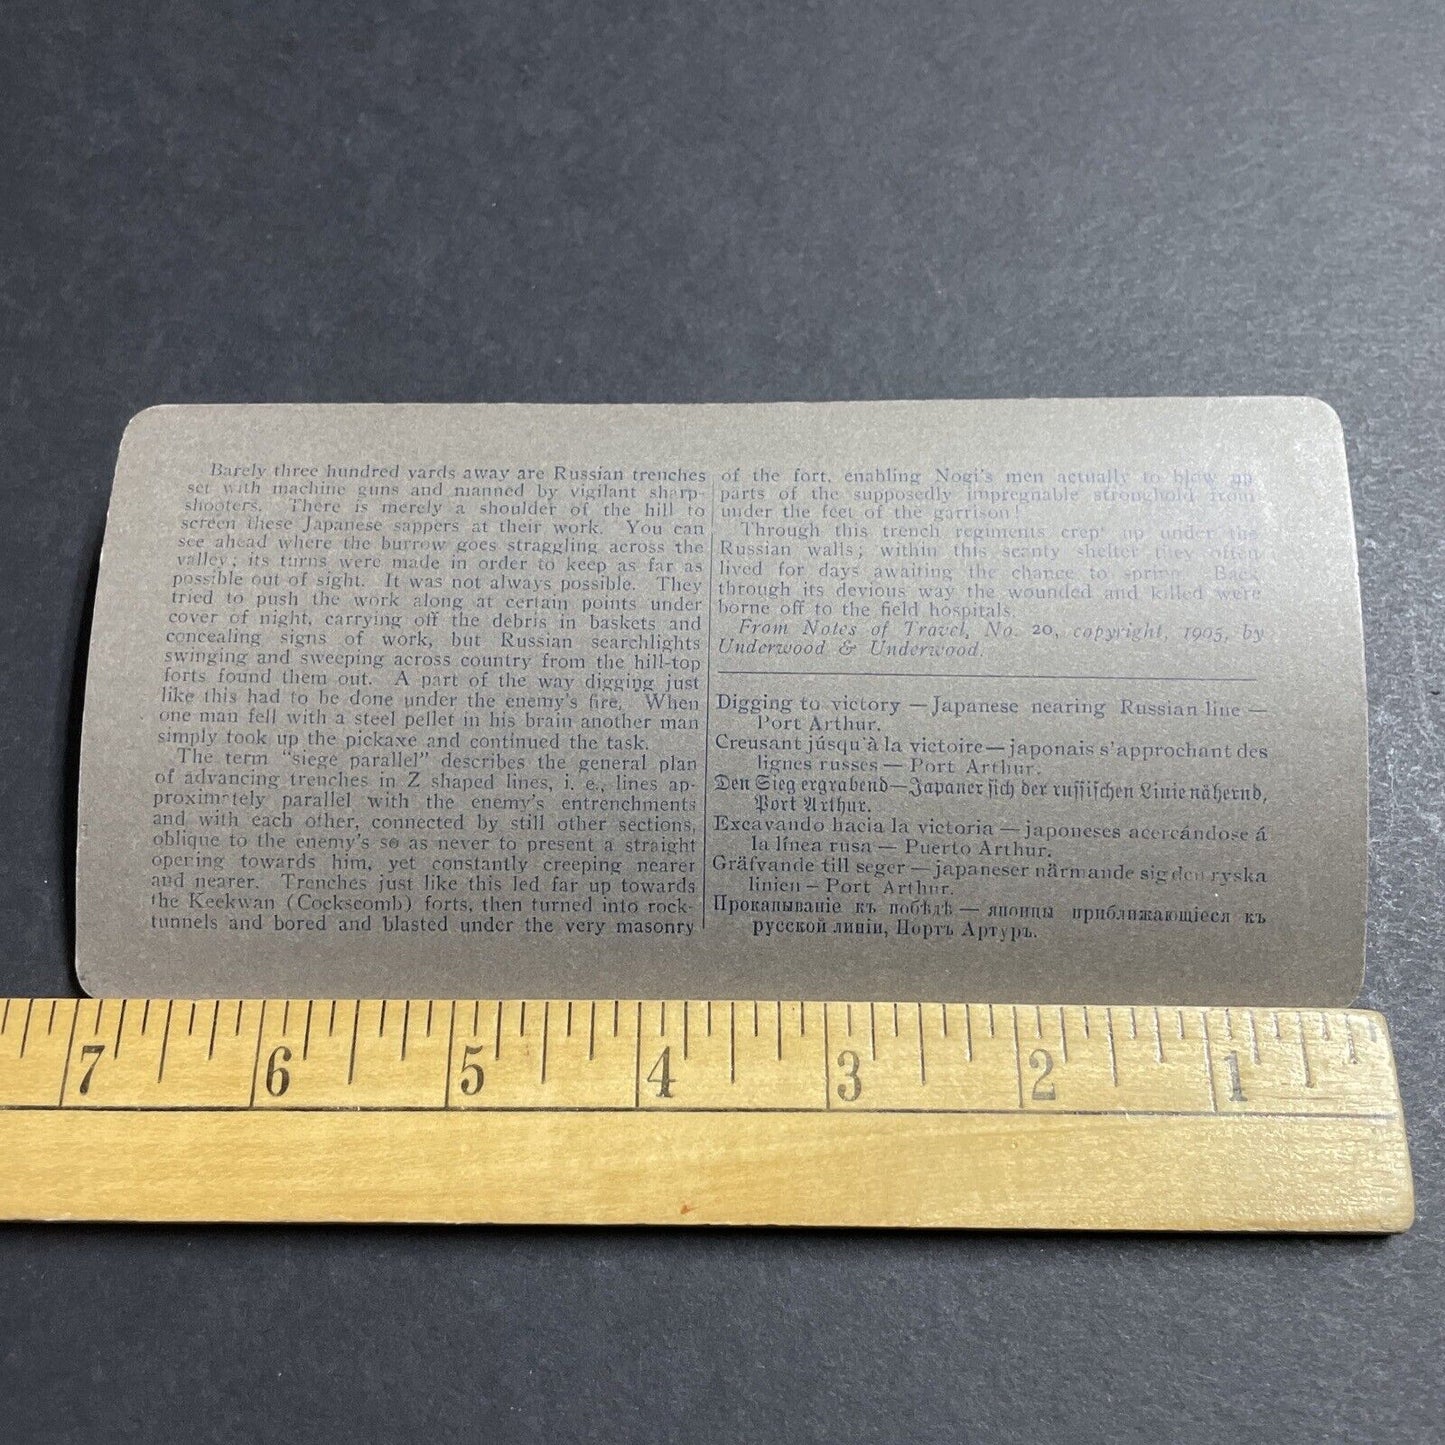 Barely three hundred yards away are Russian trenches
set with machine guns and manned by vigilant sharp-
shooters. There is merely a shoulder of the hill to
screen these Japanese sappers at their work. You can
see ahead where the burrow goes straggling across the
valley; its turns were made in order to keep as far as
possible out of sight. It was not always possible. They
tried to push the work along at certain points under
cover of night, carrying off the debris in baskets and
concealing signs of work, but Russian searchlights
swinging and sweeping across country from the hill-top
forts found them out. A part of the way digging just
like this had to be done under the enemy's fire. When
one man fell with a steel pellet in his brain another man
simply took up the pickaxe and continued the task.
The term "siege parallel" describes the general plan
of advancing trenches in Z shaped lines, i. e., lines ap-
proximately parallel with the enemy's entrenchments
and with each other, connected by still other sections,
oblique to the enemy's so as never to present a straight
opening towards him, yet constantly creeping nearer
and nearer. Trenches just like this led far up towards
the Keekwan (Cockscomb) forts, then turned into rock-
tunnels and bored and blasted under the very masonry
of the fort, enabling Nogi's men actually to blow up
parts of the supposedly impregnable stronghold from
under the feet of the garrison!
Through this trench regiments crept up under the
Russian walls; within this scanty shelter they often
lived for days awaiting the chance to spring. Back
through its devious way the wounded and killed were
borne off to the field hospitals.
From Notes of Travel, No. 20, copyright, 1905, by
Underwood & Underwood.
Digging to victory — Japanese nearing Russian line —
Port Arthur.
Creusant júsqu'à la victoire — japonais s'approchant des
lignes russes — Port Arthur.
Den Sieg ergrabend — Japaner sich der russischen Linie nähernd,
Port Arthur.
Excavando hacia la victoria — japoneses acercándose á
la línea rusa — Puerto Arthur.
Gräfvande till seger — japaneser närmande sig den ryska
linien — Port Arthur.
Прокапываніе къ побѣдѣ — японцы приближающіеся къ
русской линіи, Портъ Артуръ.
7 6 5 4 3 2 1